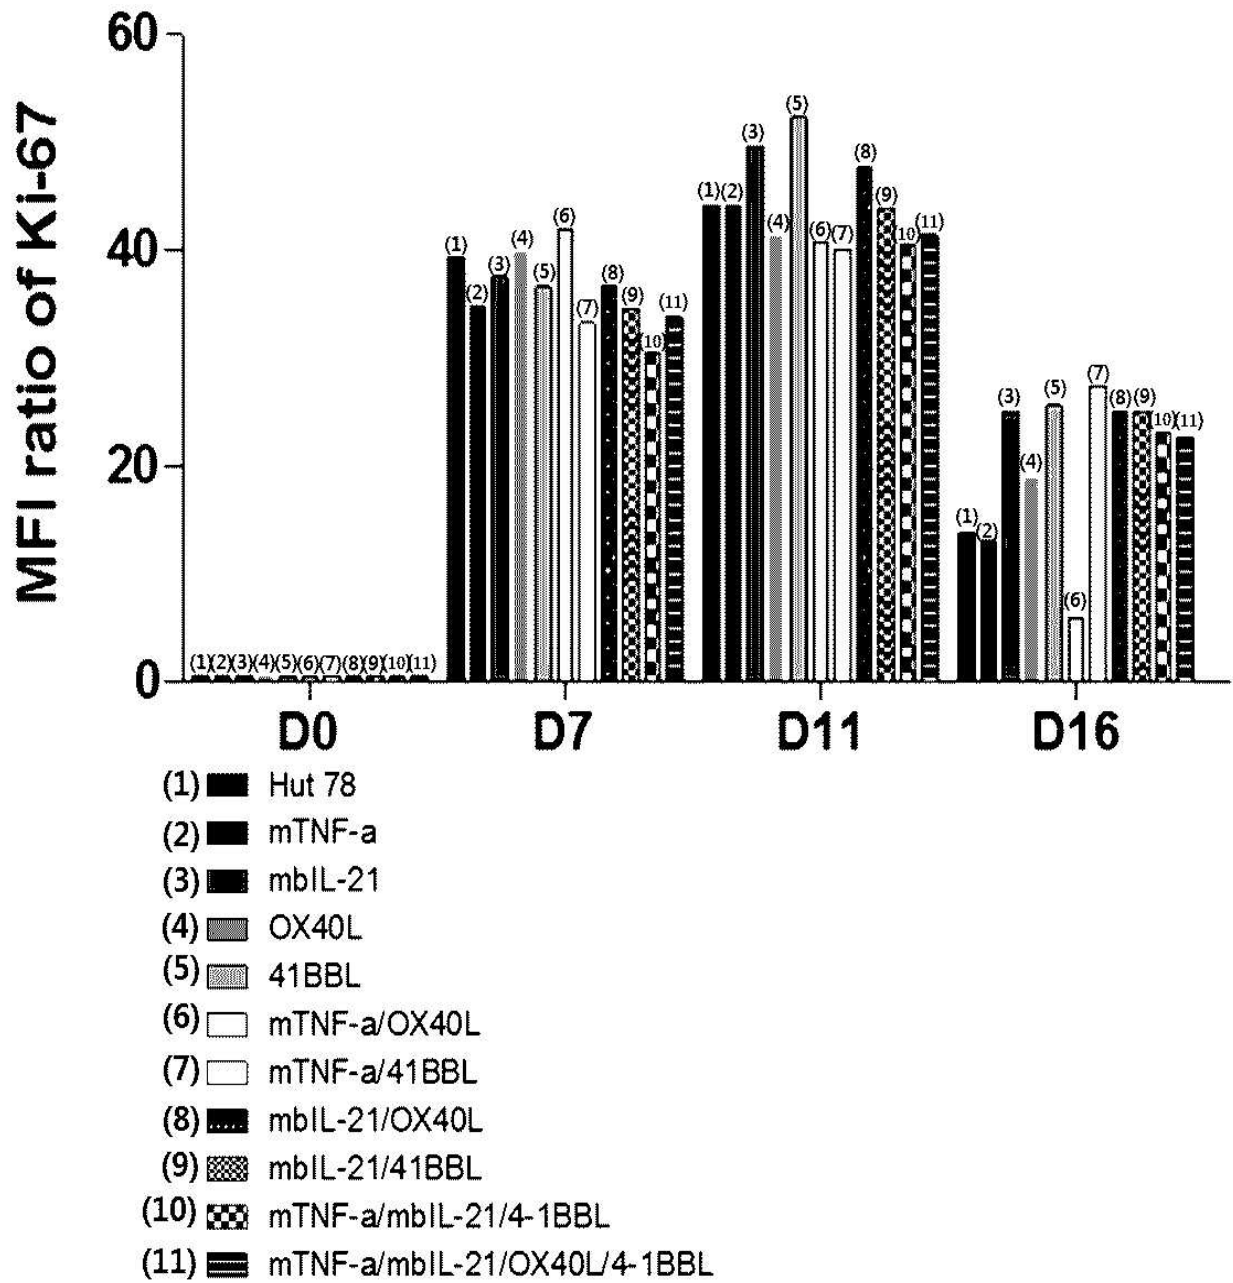 60
40
20
0
MFI ratio of Ki-67
(1)(2)(3)(4)(5)(6)(7)(8)(9)(10)(11)
(1) (2) (3) (4) (5) (6) (7) (8) (9) (10) (11)
(1) (2) (3) (4) (5) (6) (7) (8) (9) (10) (11)
(1) (2) (3) (4) (5) (6) (7) (8) (9) (10) (11)
D0 D7 D11 D16
(1) Hut 78
(2) mTNF-a
(3) mbIL-21
(4) OX40L
(5) 41BBL
(6) mTNF-a/OX40L
(7) mTNF-a/41BBL
(8) mbIL-21/OX40L
(9) mbIL-21/41BBL
(10) mTNF-a/mbIL-21/4-1BBL
(11) mTNF-a/mbIL-21/OX40L/4-1BBL